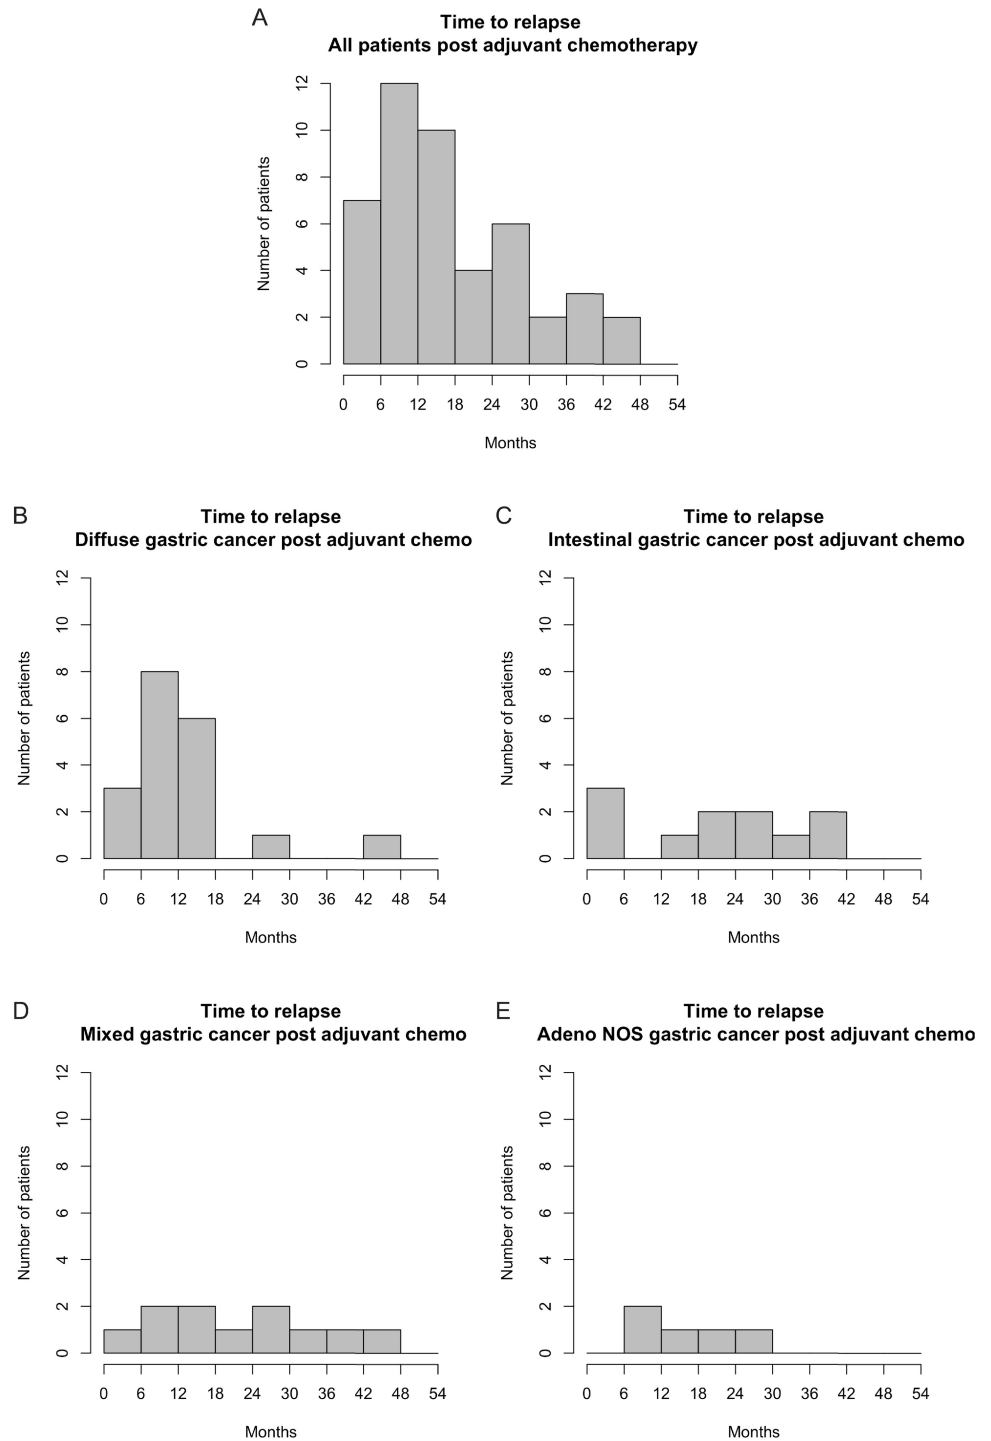 A
Time to relapse
All patients post adjuvant chemotherapy
Number of patients
0 2 4 6 8 10 12
0 6 12 18 24 30 36 42 48 54
Months
B
Time to relapse
Diffuse gastric cancer post adjuvant chemo
Number of patients
0 2 4 6 8 10 12
0 6 12 18 24 30 36 42 48 54
Months
C
Time to relapse
Intestinal gastric cancer post adjuvant chemo
Number of patients
0 2 4 6 8 10 12
0 6 12 18 24 30 36 42 48 54
Months
D
Time to relapse
Mixed gastric cancer post adjuvant chemo
Number of patients
0 2 4 6 8 10 12
0 6 12 18 24 30 36 42 48 54
Months
E
Time to relapse
Adeno NOS gastric cancer post adjuvant chemo
Number of patients
0 2 4 6 8 10 12
0 6 12 18 24 30 36 42 48 54
Months